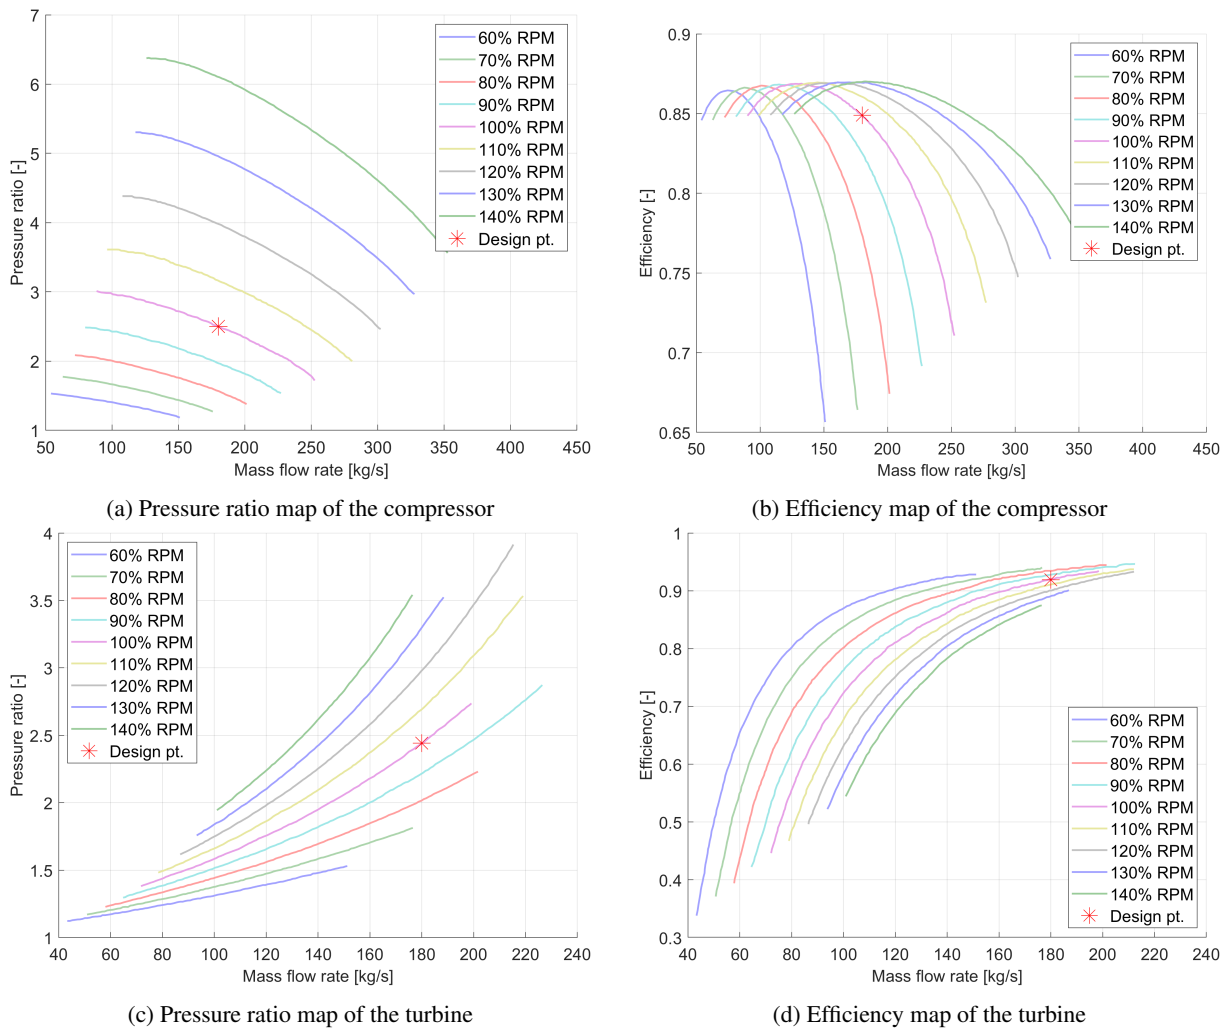 7
6
5
4
3
2
1
Pressure ratio [-]
50
100
150
200
250
300
350
400
450
Mass flow rate [kg/s]
60% RPM
70% RPM
80% RPM
90% RPM
100% RPM
110% RPM
120% RPM
130% RPM
140% RPM
Design pt.
(a) Pressure ratio map of the compressor
0.9
0.85
0.8
0.75
0.7
0.65
Efficiency [-]
50
100
150
200
250
300
350
400
450
Mass flow rate [kg/s]
60% RPM
70% RPM
80% RPM
90% RPM
100% RPM
110% RPM
120% RPM
130% RPM
140% RPM
Design pt.
(b) Efficiency map of the compressor
4
3.5
3
2.5
2
1.5
1
Pressure ratio [-]
40
60
80
100
120
140
160
180
200
220
240
Mass flow rate [kg/s]
60% RPM
70% RPM
80% RPM
90% RPM
100% RPM
110% RPM
120% RPM
130% RPM
140% RPM
Design pt.
(c) Pressure ratio map of the turbine
1
0.9
0.8
0.7
0.6
0.5
0.4
0.3
Efficiency [-]
40
60
80
100
120
140
160
180
200
220
240
Mass flow rate [kg/s]
60% RPM
70% RPM
80% RPM
90% RPM
100% RPM
110% RPM
120% RPM
130% RPM
140% RPM
Design pt.
(d) Efficiency map of the turbine